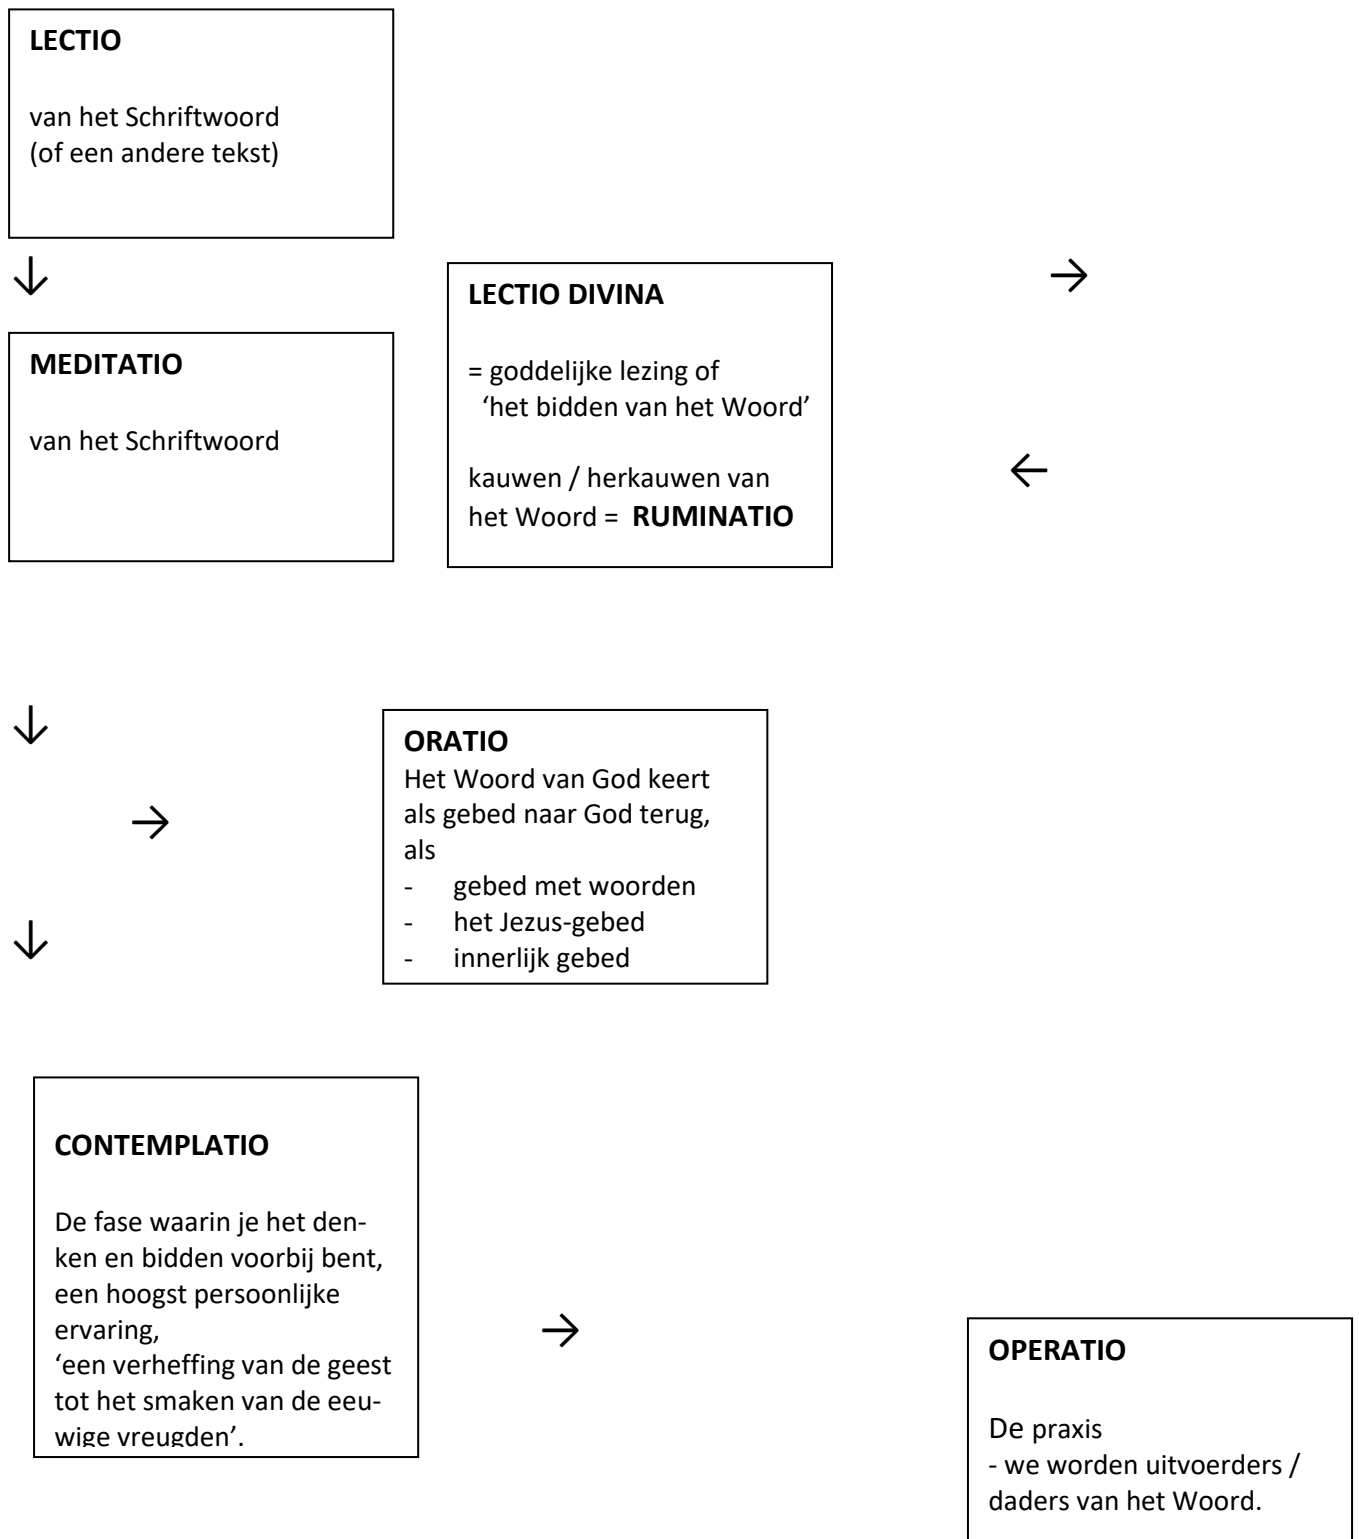 LECTIO
van het Schriftwoord
(of een andere tekst)
↓
→
LECTIO DIVINA
= goddelijke lezing of
‘het bidden van het Woord’
kauwen / herkauwen van
het Woord = RUMINATIO
MEDITATIO
van het Schriftwoord
←
↓
→
ORATIO
Het Woord van God keert
als gebed naar God terug,
als
- gebed met woorden
- het Jezus-gebed
- innerlijk gebed
↓
CONTEMPLATIO
De fase waarin je het den-
ken en bidden voorbij bent,
een hoogst persoonlijke
ervaring,
‘een verheffing van de geest
tot het smaken van de eeu-
wige vreugden’.
→
OPERATIO
De praxis
- we worden uitvoerders /
daders van het Woord.